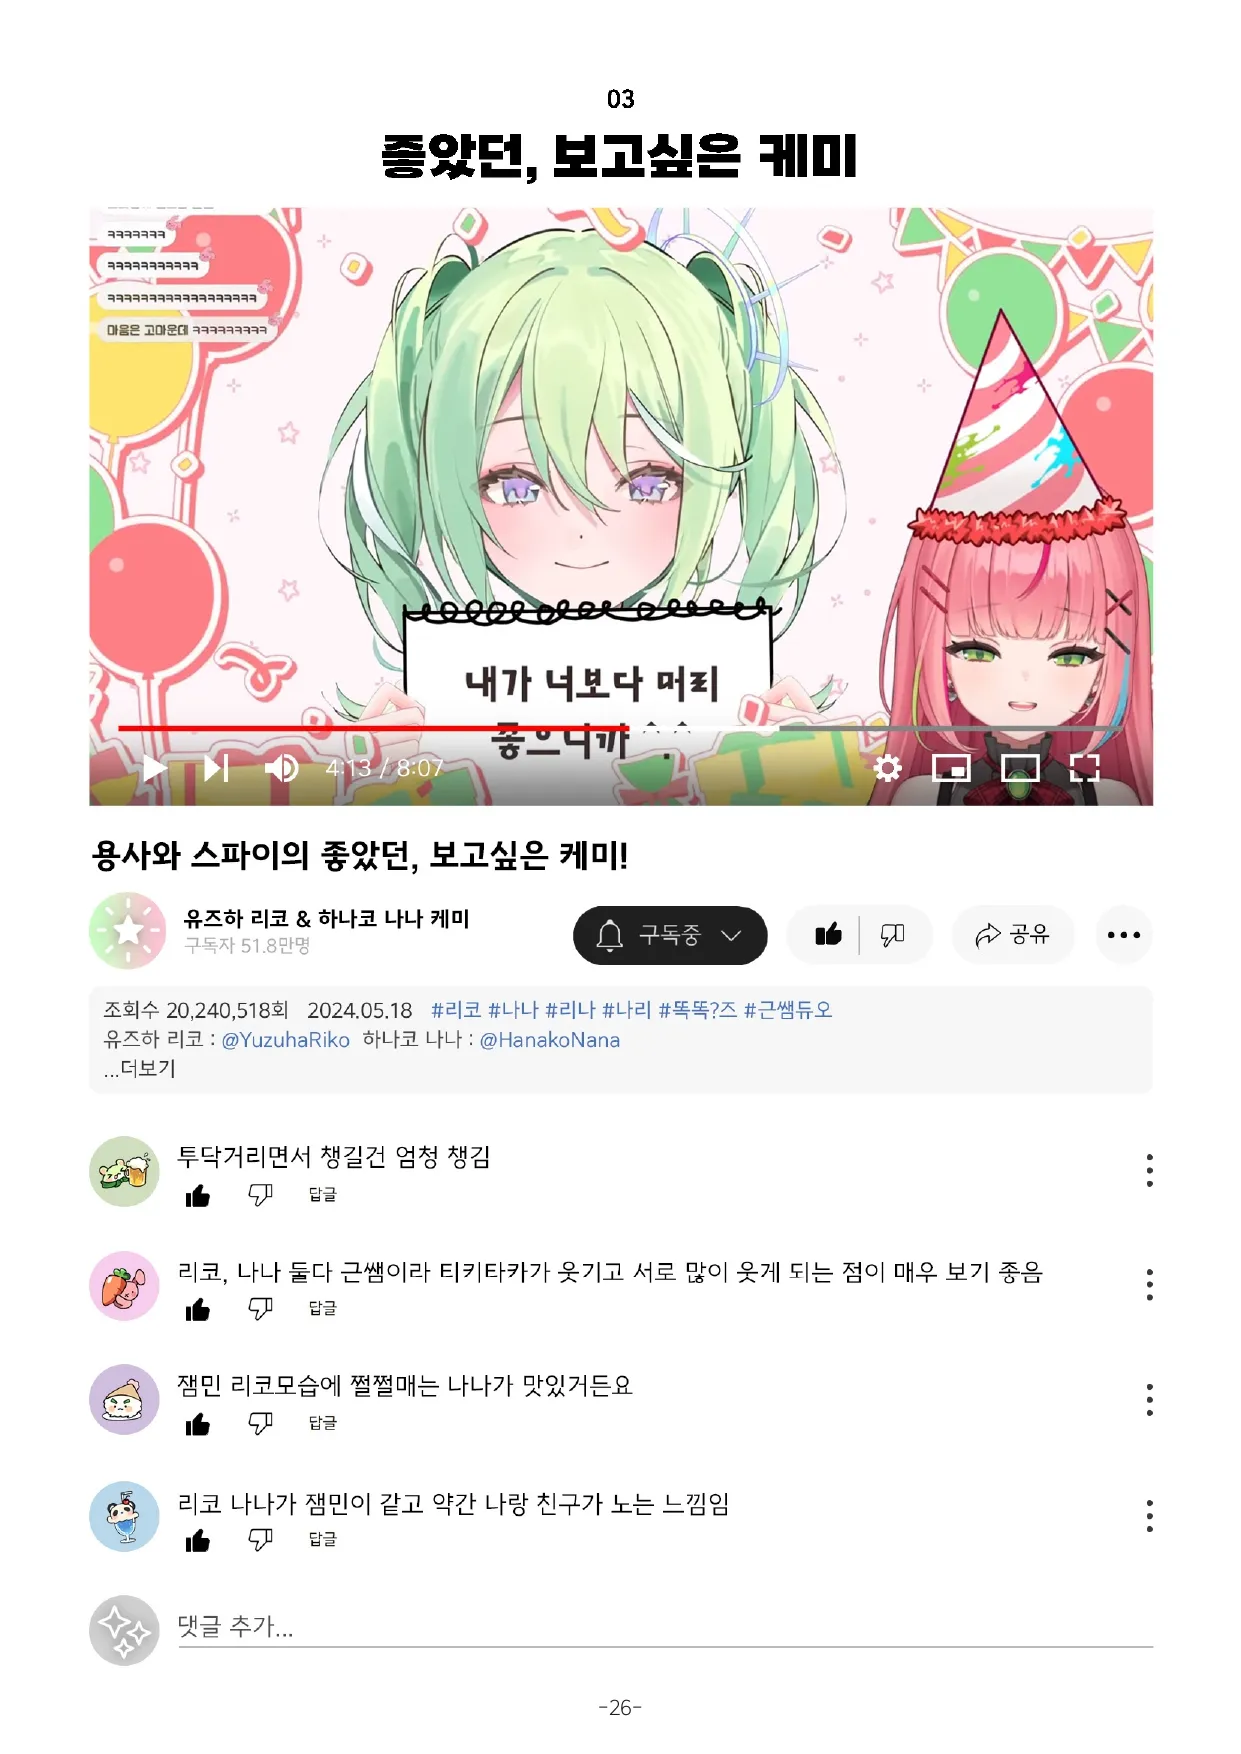 03
좋았던, 보고싶은 케미
ㅋㅋㅋㅋㅋㅋㅋ
ㅋㅋㅋㅋㅋㅋㅋㅋㅋㅋㅋ
ㅋㅋㅋㅋㅋㅋㅋㅋㅋㅋㅋㅋㅋㅋㅋㅋㅋㅋ
마음은 고마운데 ㅋㅋㅋㅋㅋㅋㅋㅋㅋ
내가 너보다 머리
좋으니까 ^ ^
4:13 / 8:07
용사와 스파이의 좋았던, 보고싶은 케미!
유즈하 리코 & 하나코 나나 케미
구독자 51.8만명
구독중
공유
조회수 20,240,518회 2024.05.18 #리코 #나나 #리나 #나리 #똑똑?즈 #근쌤듀오
유즈하 리코 : @YuzuhaRiko 하나코 나나 : @HanakoNana
...더보기
투닥거리면서 챙길건 엄청 챙김
답글
리코, 나나 둘다 근쌤이라 티키타카가 웃기고 서로 많이 웃게 되는 점이 매우 보기 좋음
답글
잼민 리코모습에 쩔쩔매는 나나가 맛있거든요
답글
리코 나나가 잼민이 같고 약간 나랑 친구가 노는 느낌임
답글
댓글 추가...
-26-